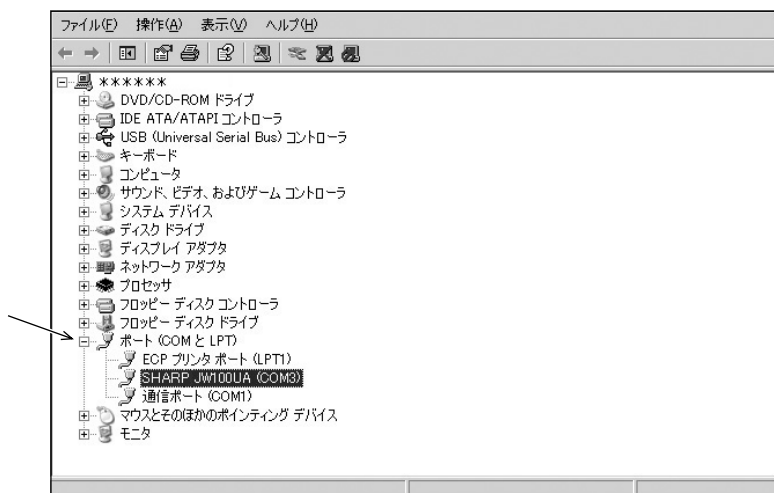 ファイル(F) 操作(A) 表示(V) ヘルプ(H)
******
DVD/CD-ROM ドライブ
IDE ATA/ATAPI コントローラ
USB (Universal Serial Bus) コントローラ
キーボード
コンピュータ
サウンド、ビデオ、およびゲーム コントローラ
システム デバイス
ディスク ドライブ
ディスプレイ アダプタ
ネットワーク アダプタ
プロセッサ
フロッピー ディスク コントローラ
フロッピー ディスク ドライブ
ポート (COM と LPT)
ECP プリンタ ポート (LPT1)
SHARP JW100UA (COM3)
通信ポート (COM1)
マウスとそのほかのポインティング デバイス
モニタ